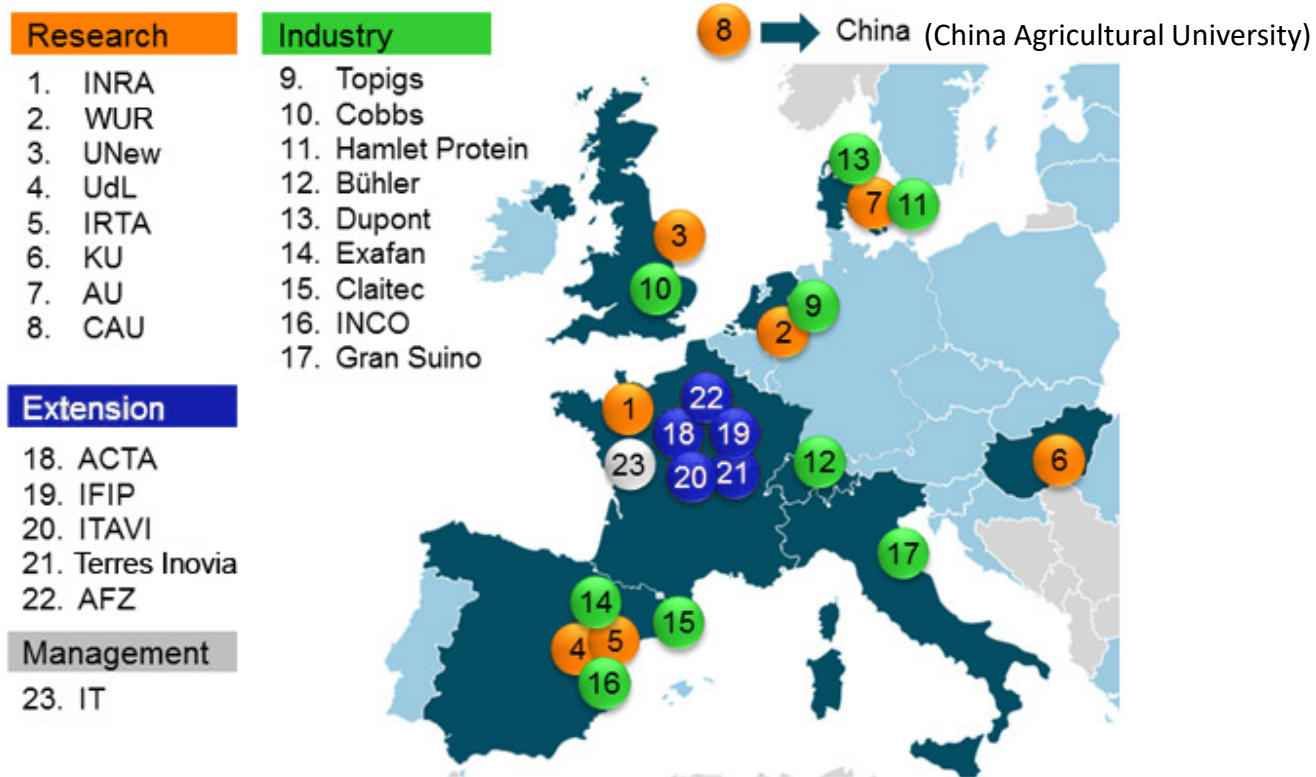 Research
1. INRA
2. WUR
3. UNew
4. UdL
5. IRTA
6. KU
7. AU
8. CAU
Extension
18. ACTA
19. IFIP
20. ITAVI
21. Terres Inovia
22. AFZ
Management
23. IT
Industry
9. Topigs
10. Cobbs
11. Hamlet Protein
12. Bühler
13. Dupont
14. Exafan
15. Claitec
16. INCO
17. Gran Suino
8 China (China Agricultural University)
13
7 11
3
10
9
2
1
22
18 19
23
20 21
12
6
17
14
15
4 5
16